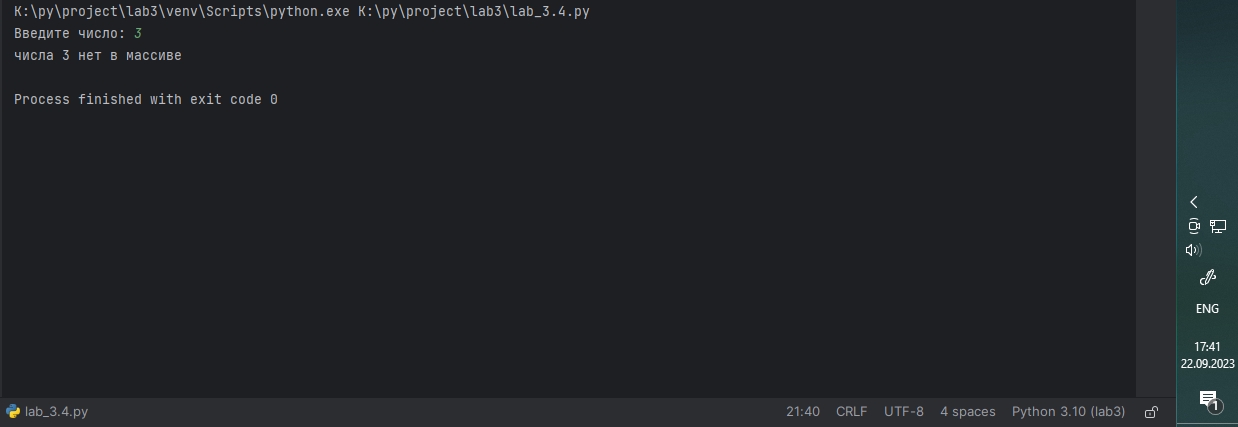 K:\py\project\lab3\venv\Scripts\python.exe K:\py\project\lab3\lab_3.4.py
Введите число: 3
числа 3 нет в массиве
Process finished with exit code 0
ENG
17:41
22.09.2023
1
lab_3.4.py 21:40 CRLF UTF-8 4 spaces Python 3.10 (lab3)